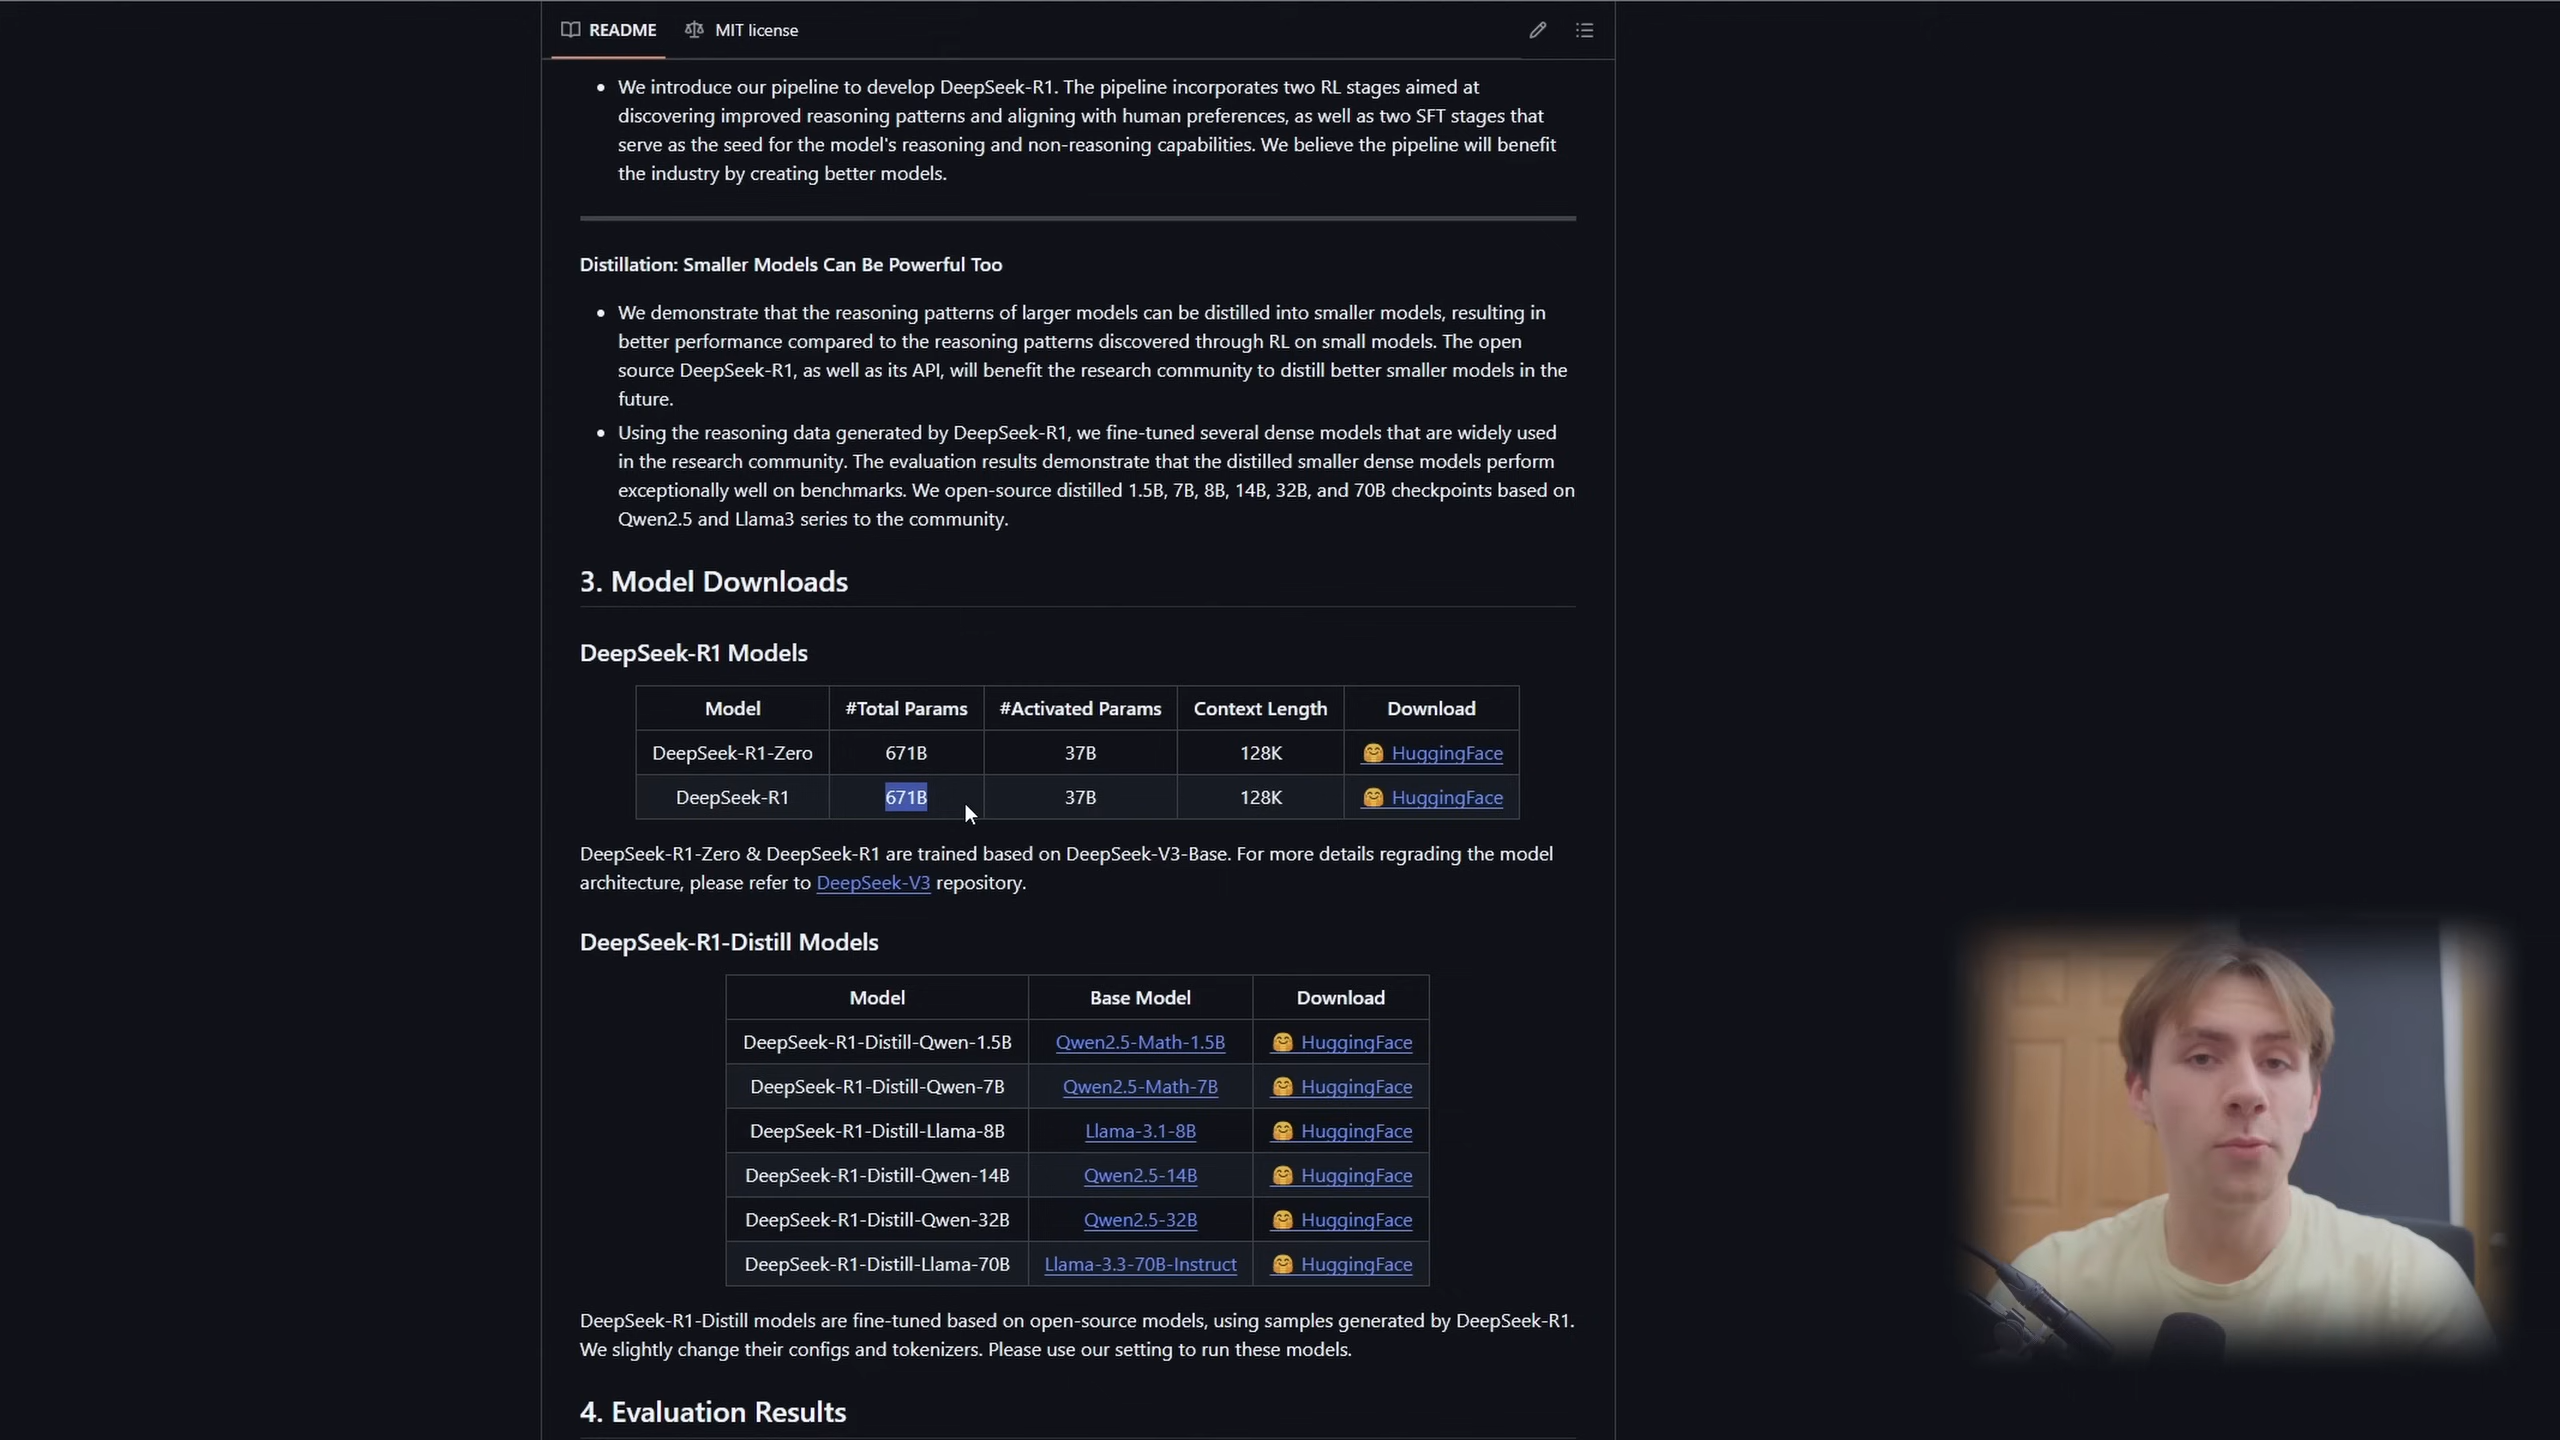 README MIT license
• We introduce our pipeline to develop DeepSeek-R1. The pipeline incorporates two RL stages aimed at
discovering improved reasoning patterns and aligning with human preferences, as well as two SFT stages that
serve as the seed for the model's reasoning and non-reasoning capabilities. We believe the pipeline will benefit
the industry by creating better models.
Distillation: Smaller Models Can Be Powerful Too
• We demonstrate that the reasoning patterns of larger models can be distilled into smaller models, resulting in
better performance compared to the reasoning patterns discovered through RL on small models. The open
source DeepSeek-R1, as well as its API, will benefit the research community to distill better smaller models in the
future.
• Using the reasoning data generated by DeepSeek-R1, we fine-tuned several dense models that are widely used
in the research community. The evaluation results demonstrate that the distilled smaller dense models perform
exceptionally well on benchmarks. We open-source distilled 1.5B, 7B, 8B, 14B, 32B, and 70B checkpoints based on
Qwen2.5 and Llama3 series to the community.
3. Model Downloads
DeepSeek-R1 Models
Model #Total Params #Activated Params Context Length Download
DeepSeek-R1-Zero 671B 37B 128K 🤗 HuggingFace
DeepSeek-R1 671B 37B 128K 🤗 HuggingFace
DeepSeek-R1-Zero & DeepSeek-R1 are trained based on DeepSeek-V3-Base. For more details regrading the model
architecture, please refer to DeepSeek-V3 repository.
DeepSeek-R1-Distill Models
Model Base Model Download
DeepSeek-R1-Distill-Qwen-1.5B Qwen2.5-Math-1.5B 🤗 HuggingFace
DeepSeek-R1-Distill-Qwen-7B Qwen2.5-Math-7B 🤗 HuggingFace
DeepSeek-R1-Distill-Llama-8B Llama-3.1-8B 🤗 HuggingFace
DeepSeek-R1-Distill-Qwen-14B Qwen2.5-14B 🤗 HuggingFace
DeepSeek-R1-Distill-Qwen-32B Qwen2.5-32B 🤗 HuggingFace
DeepSeek-R1-Distill-Llama-70B Llama-3.3-70B-Instruct 🤗 HuggingFace
DeepSeek-R1-Distill models are fine-tuned based on open-source models, using samples generated by DeepSeek-R1.
We slightly change their configs and tokenizers. Please use our setting to run these models.
4. Evaluation Results